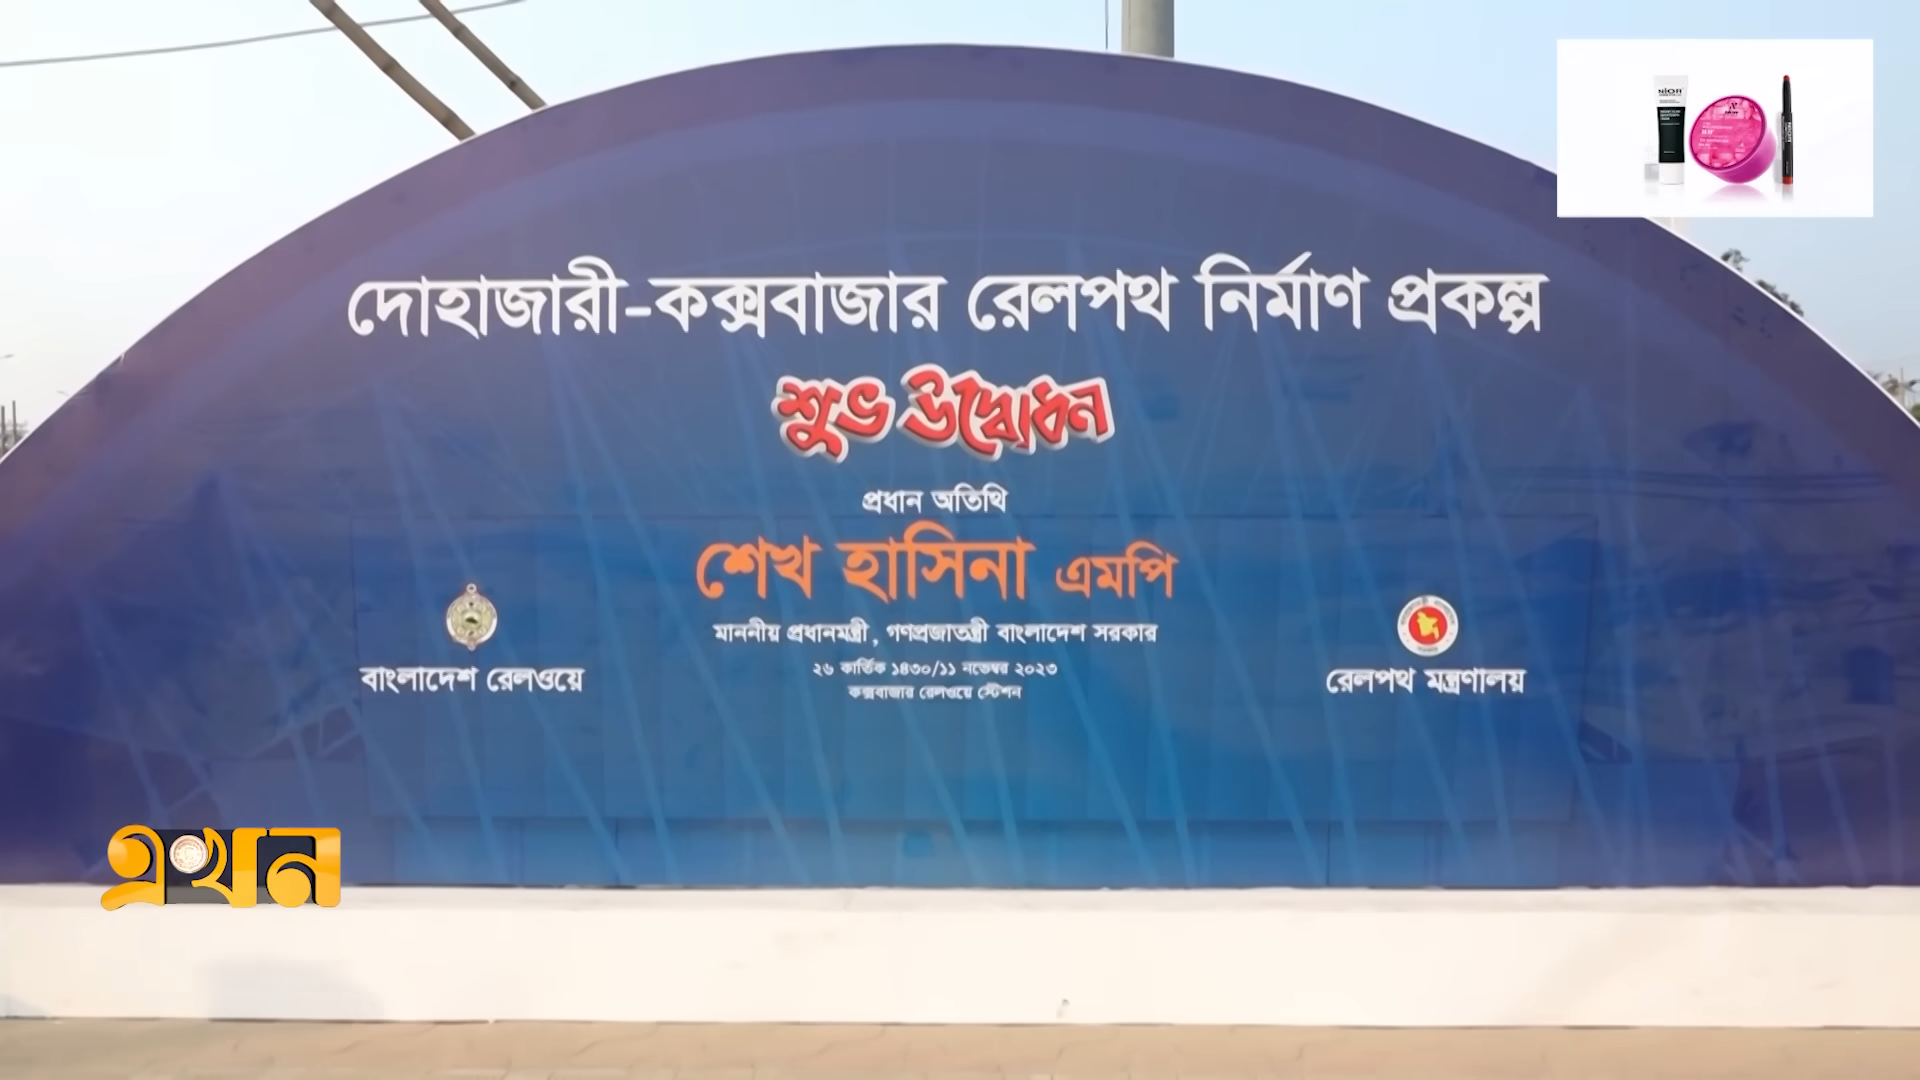 NIOR
দোহাজারী-কক্সবাজার রেলপথ নির্মাণ প্রকল্প
শুভ উদ্বোধন
প্রধান অতিথি
শেখ হাসিনা এমপি
মাননীয় প্রধানমন্ত্রী, গণপ্রজাতন্ত্রী বাংলাদেশ সরকার
২৬ কার্তিক ১৪৩০/১১ নভেম্বর ২০২৩
কক্সবাজার রেলওয়ে স্টেশন
বাংলাদেশ রেলওয়ে
রেলপথ মন্ত্রণালয়
এখন